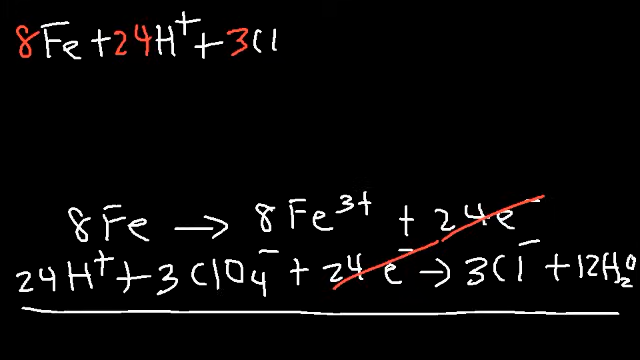 8Fe + 24H⁺ + 3Cl
8Fe → 8Fe³⁺ + 24e⁻
24H⁺ + 3ClO₄⁻ + 24e⁻ → 3Cl⁻ + 12H₂O